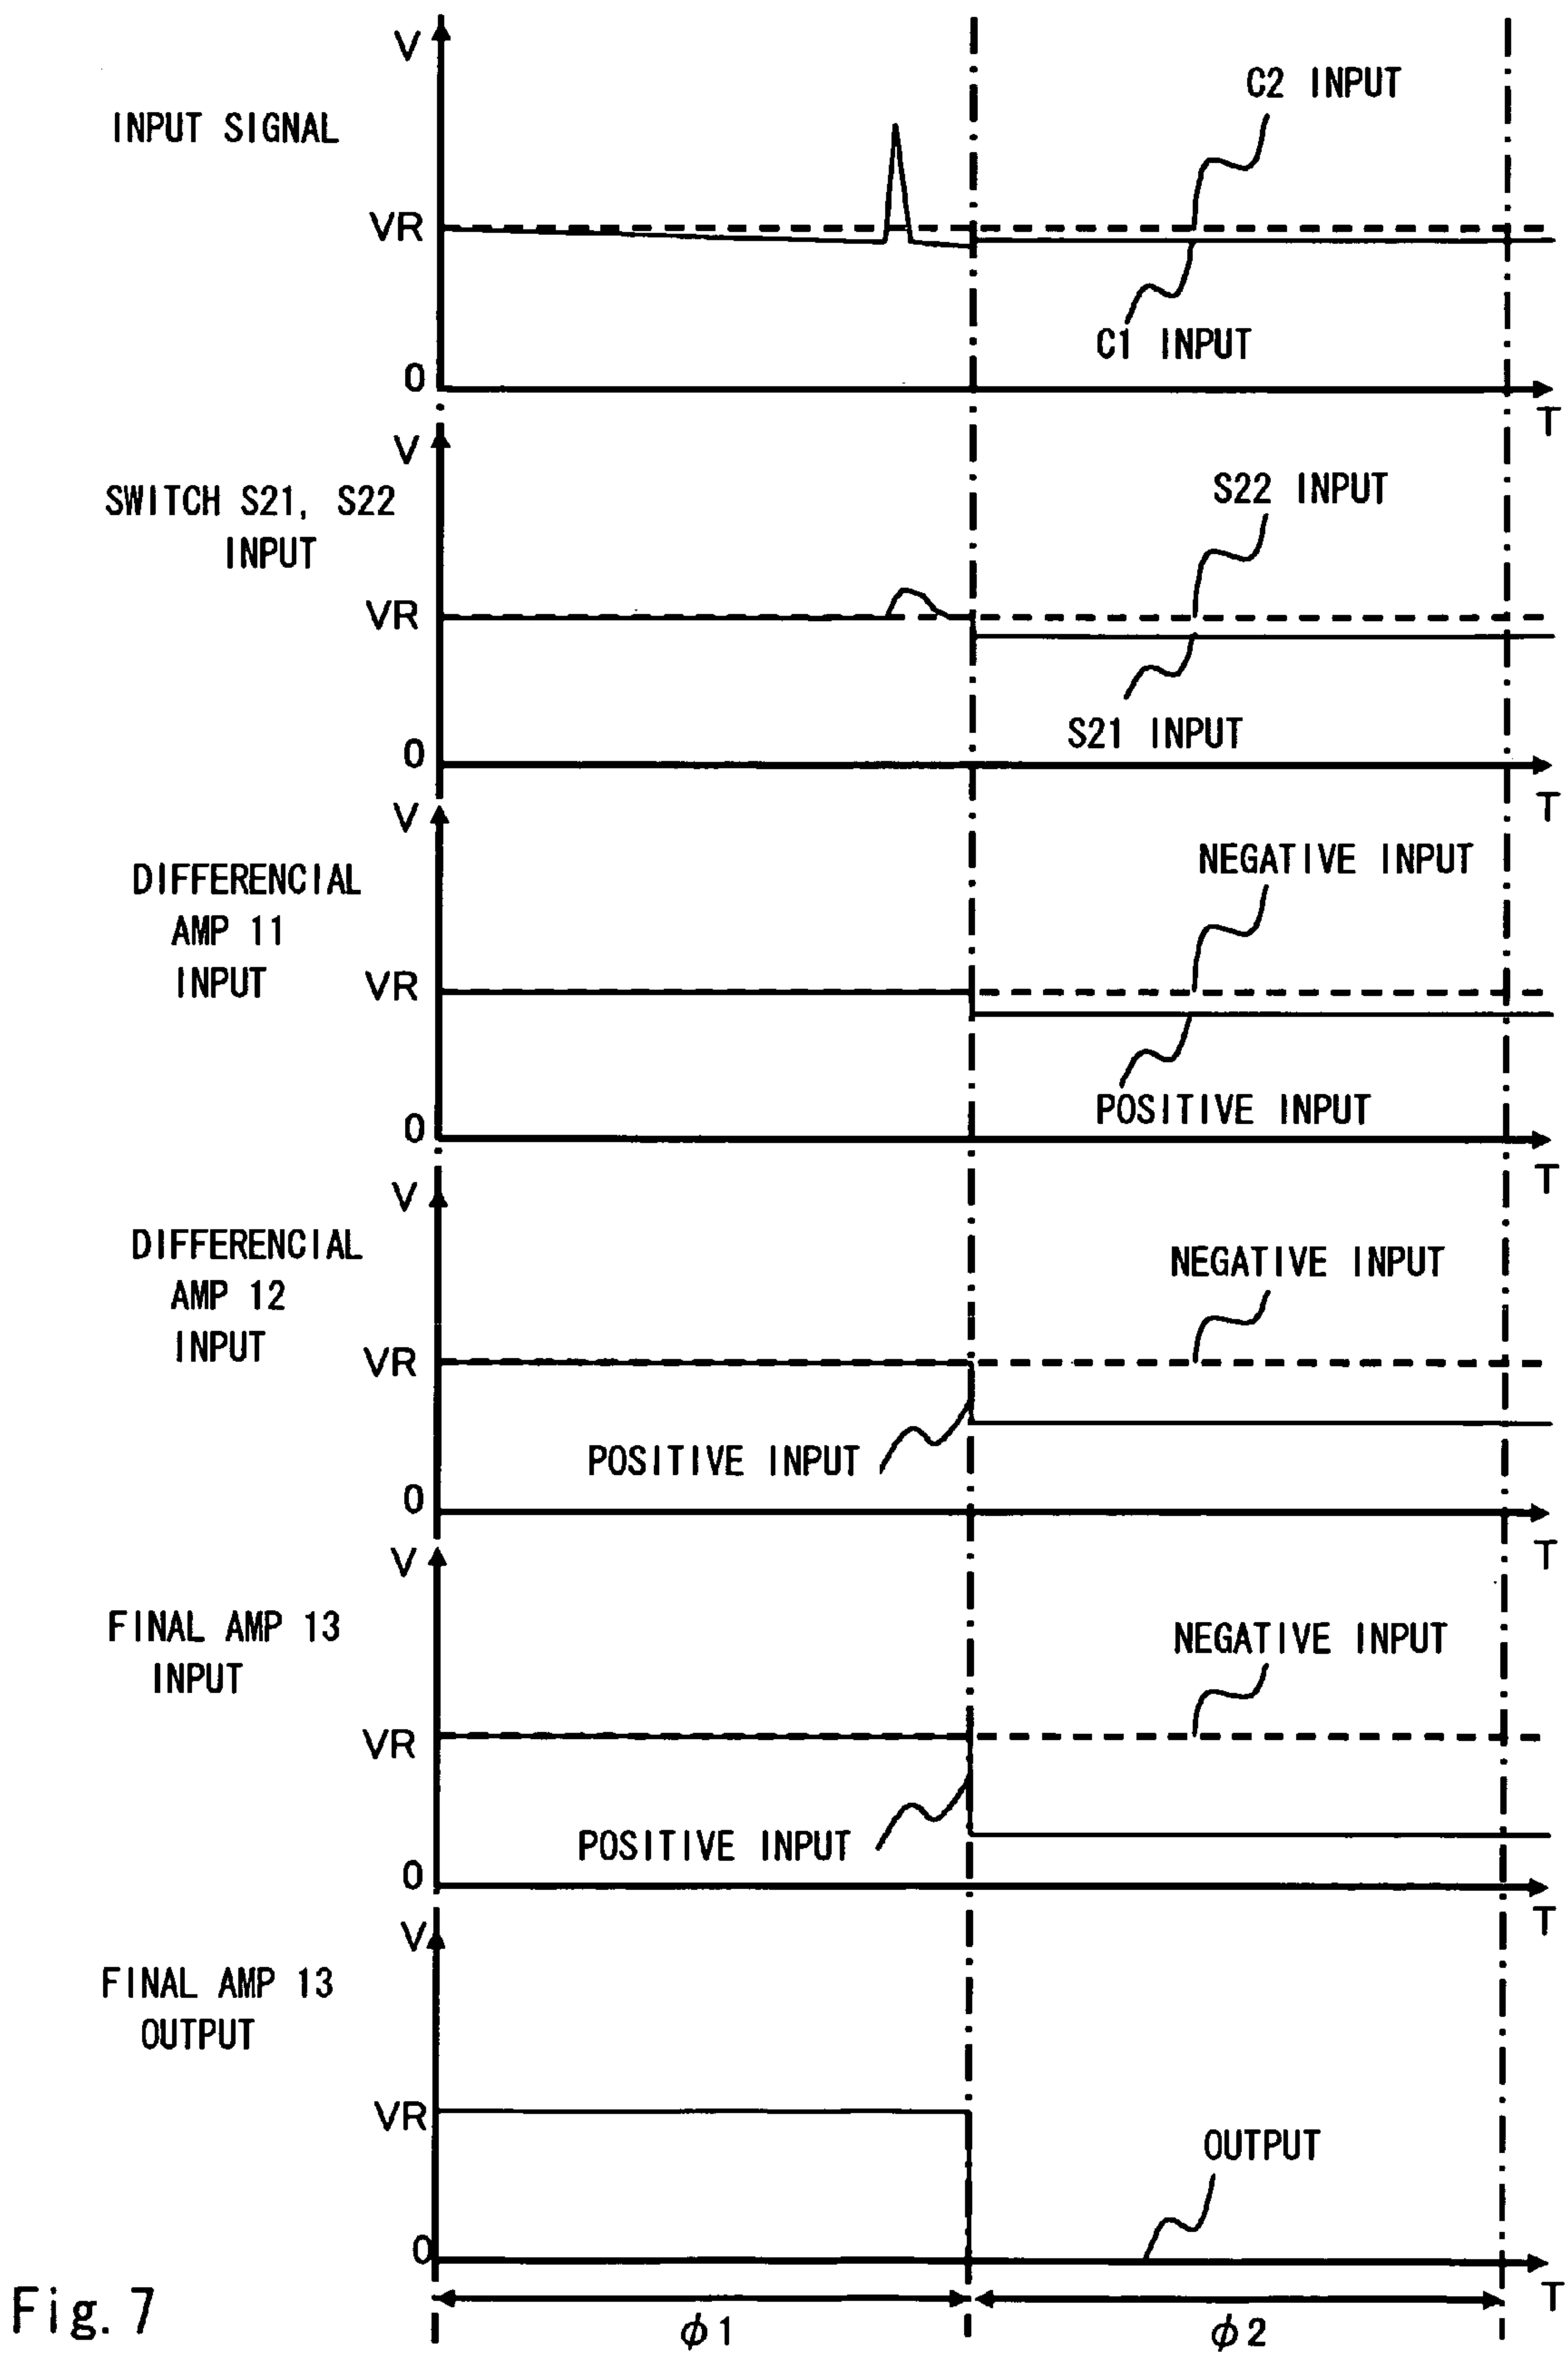 V
INPUT SIGNAL
C2 INPUT
VR
C1 INPUT
0
T
V
SWITCH S21, S22
INPUT
S22 INPUT
VR
S21 INPUT
0
T
V
DIFFERENCIAL
AMP 11
INPUT
NEGATIVE INPUT
VR
POSITIVE INPUT
0
T
V
DIFFERENCIAL
AMP 12
INPUT
NEGATIVE INPUT
VR
POSITIVE INPUT
0
T
V
FINAL AMP 13
INPUT
NEGATIVE INPUT
VR
POSITIVE INPUT
0
T
V
FINAL AMP 13
OUTPUT
VR
OUTPUT
0
T
Fig. 7
φ1
φ2